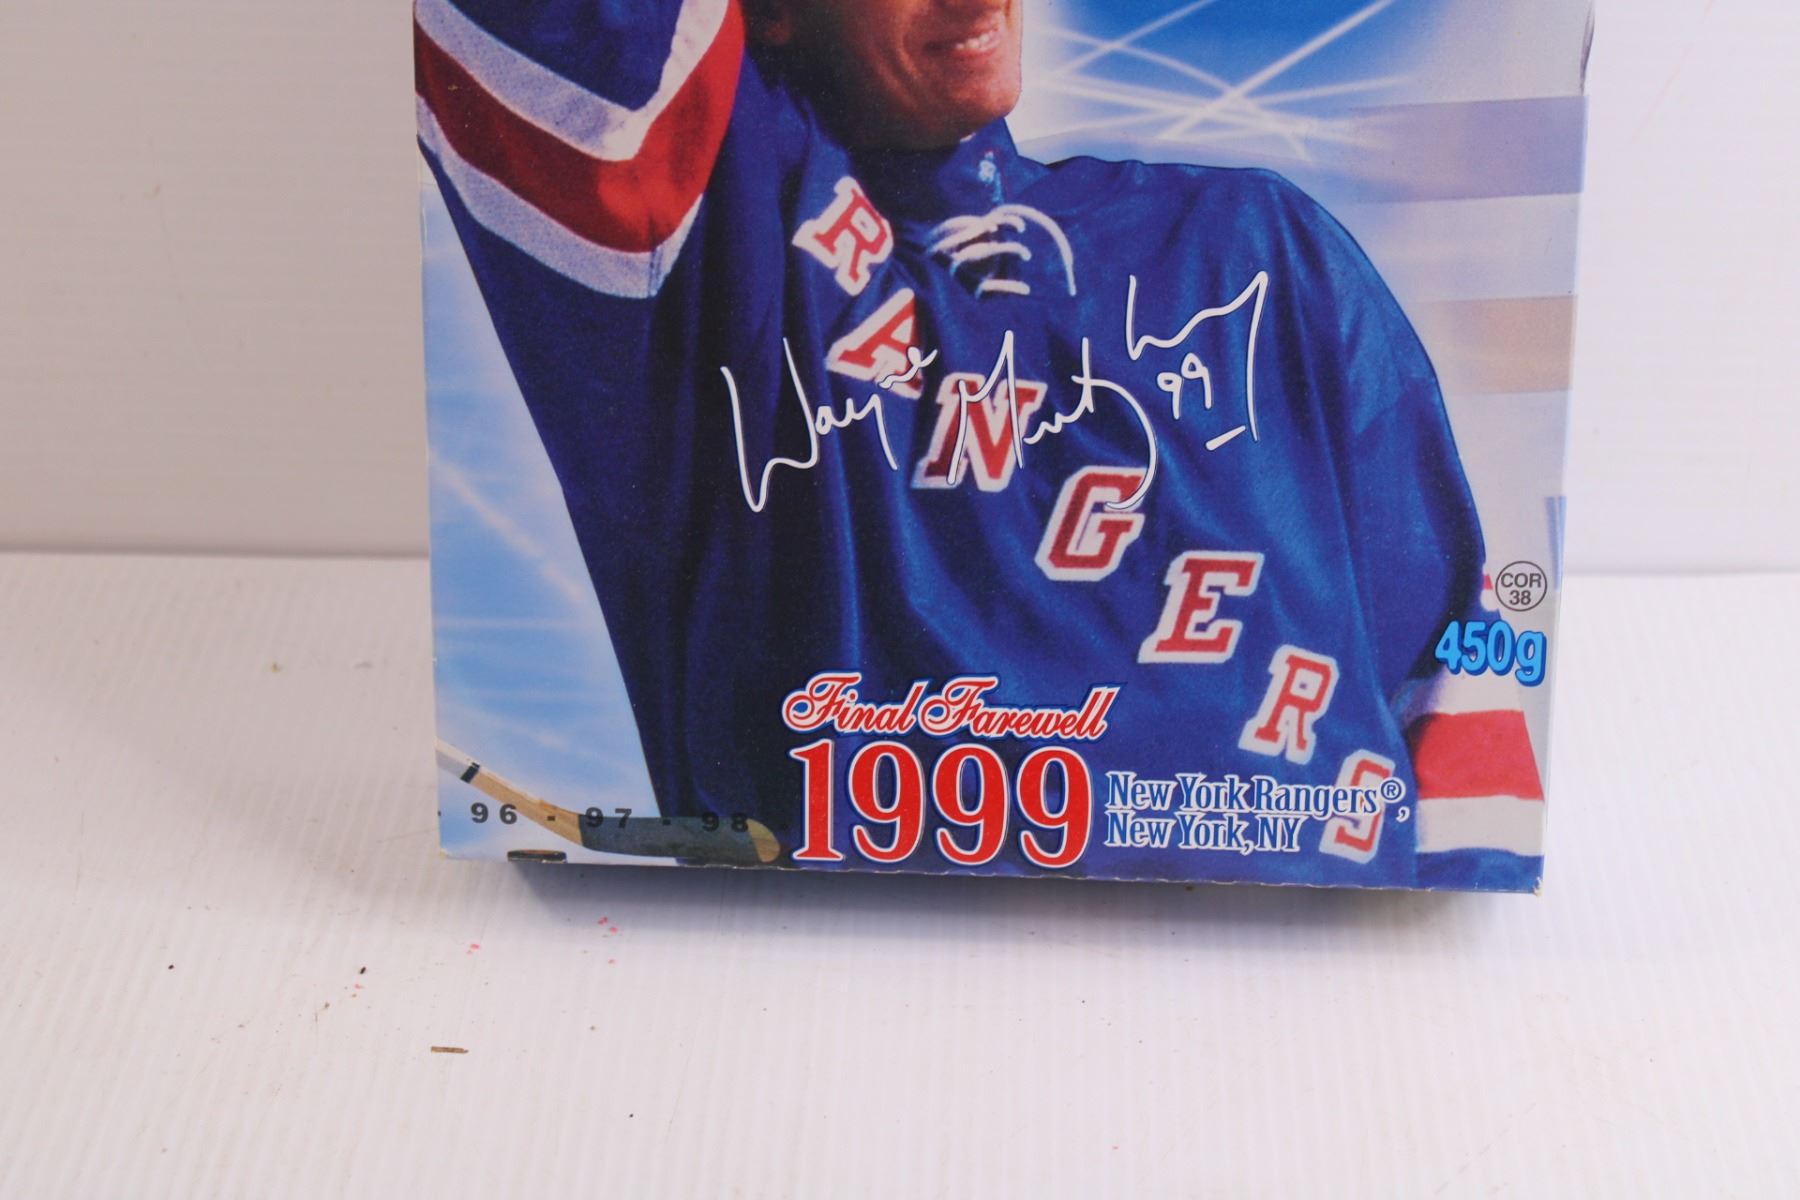 RANGERS
Wayne Gretzky
99
COR
38
450g
Final Farewell
1999
New York Rangers®,
New York, NY
- 96 - 97 - 98 -